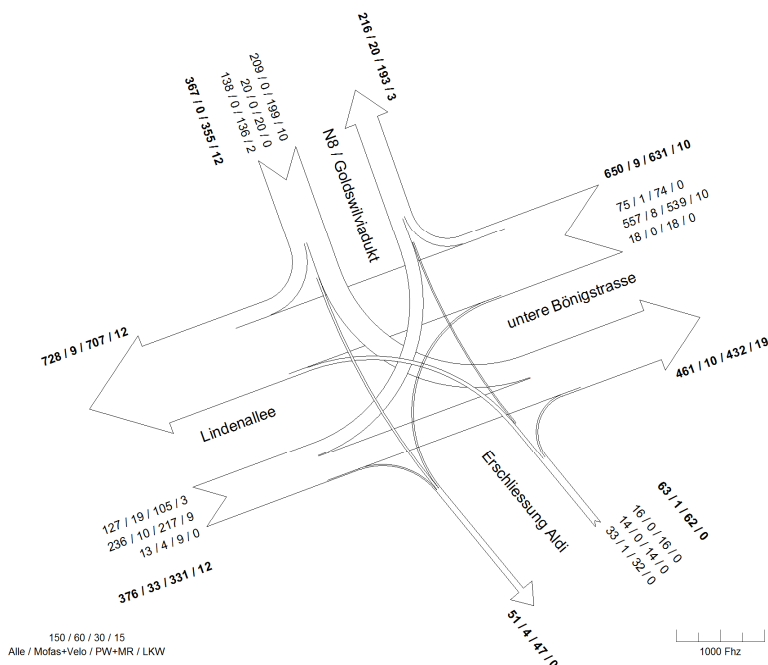 216 / 20 / 193 / 3
367 / 0 / 355 / 12
209 / 0 / 199 / 10
20 / 0 / 20 / 0
138 / 0 / 136 / 2
N8 / Goldswilviadukt
650 / 9 / 631 / 10
75 / 1 / 74 / 0
557 / 8 / 539 / 10
18 / 0 / 18 / 0
untere Bönigstrasse
728 / 9 / 707 / 12
461 / 10 / 432 / 19
Lindenallee
Erschliessung Aldi
127 / 19 / 105 / 3
236 / 10 / 217 / 9
13 / 4 / 9 / 0
376 / 33 / 331 / 12
63 / 1 / 62 / 0
16 / 0 / 16 / 0
14 / 0 / 14 / 0
33 / 1 / 32 / 0
51 / 4 / 47 / 0
150 / 60 / 30 / 15
Alle / Mofas+Velo / PW+MR / LKW
1000 Fhz